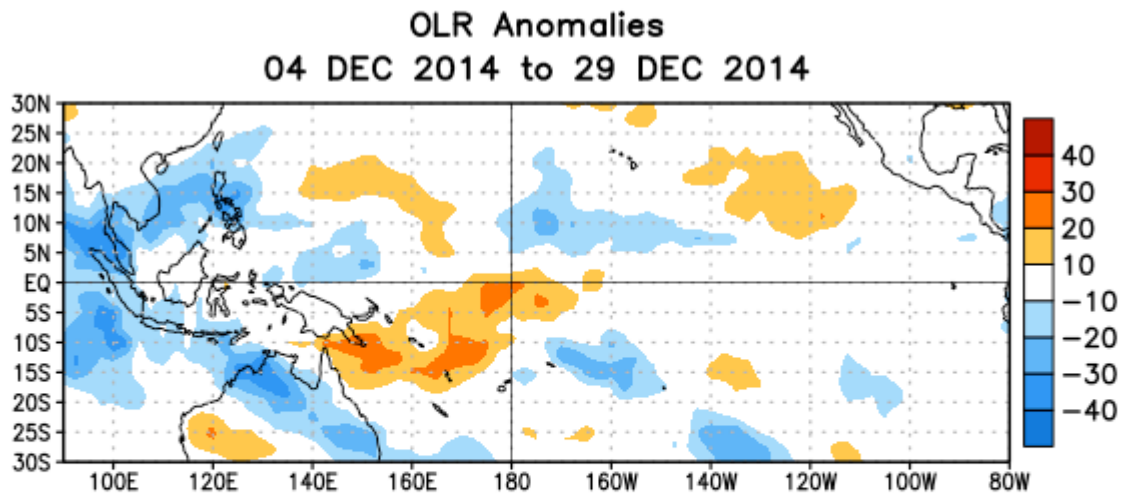 OLR Anomalies
04 DEC 2014 to 29 DEC 2014
30N
25N
20N
15N
10N
5N
EQ
5S
10S
15S
20S
25S
30S
100E 120E 140E 160E 180 160W 140W 120W 100W 80W
40
30
20
10
−10
−20
−30
−40